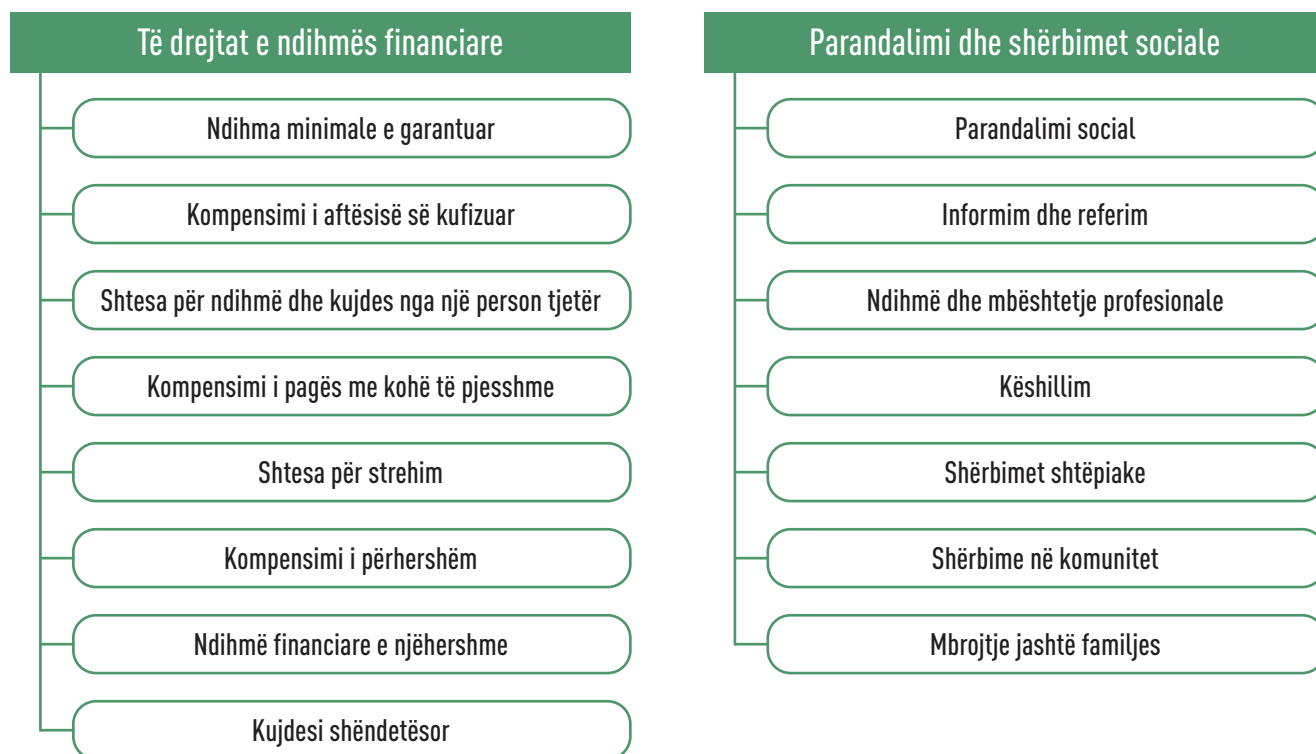 Të drejtat e ndihmës financiare
Ndihma minimale e garantuar
Kompensimi i aftësisë së kufizuar
Shtesa për ndihmë dhe kujdes nga një person tjetër
Kompensimi i pagës me kohë të pjesshme
Shtesa për strehim
Kompensimi i përhershëm
Ndihmë financiare e njëhershme
Kujdesi shëndetësor
Parandalimi dhe shërbimet sociale
Parandalimi social
Informim dhe referim
Ndihmë dhe mbështetje profesionale
Këshillim
Shërbimet shtëpiake
Shërbime në komunitet
Mbrojtje jashtë familjes